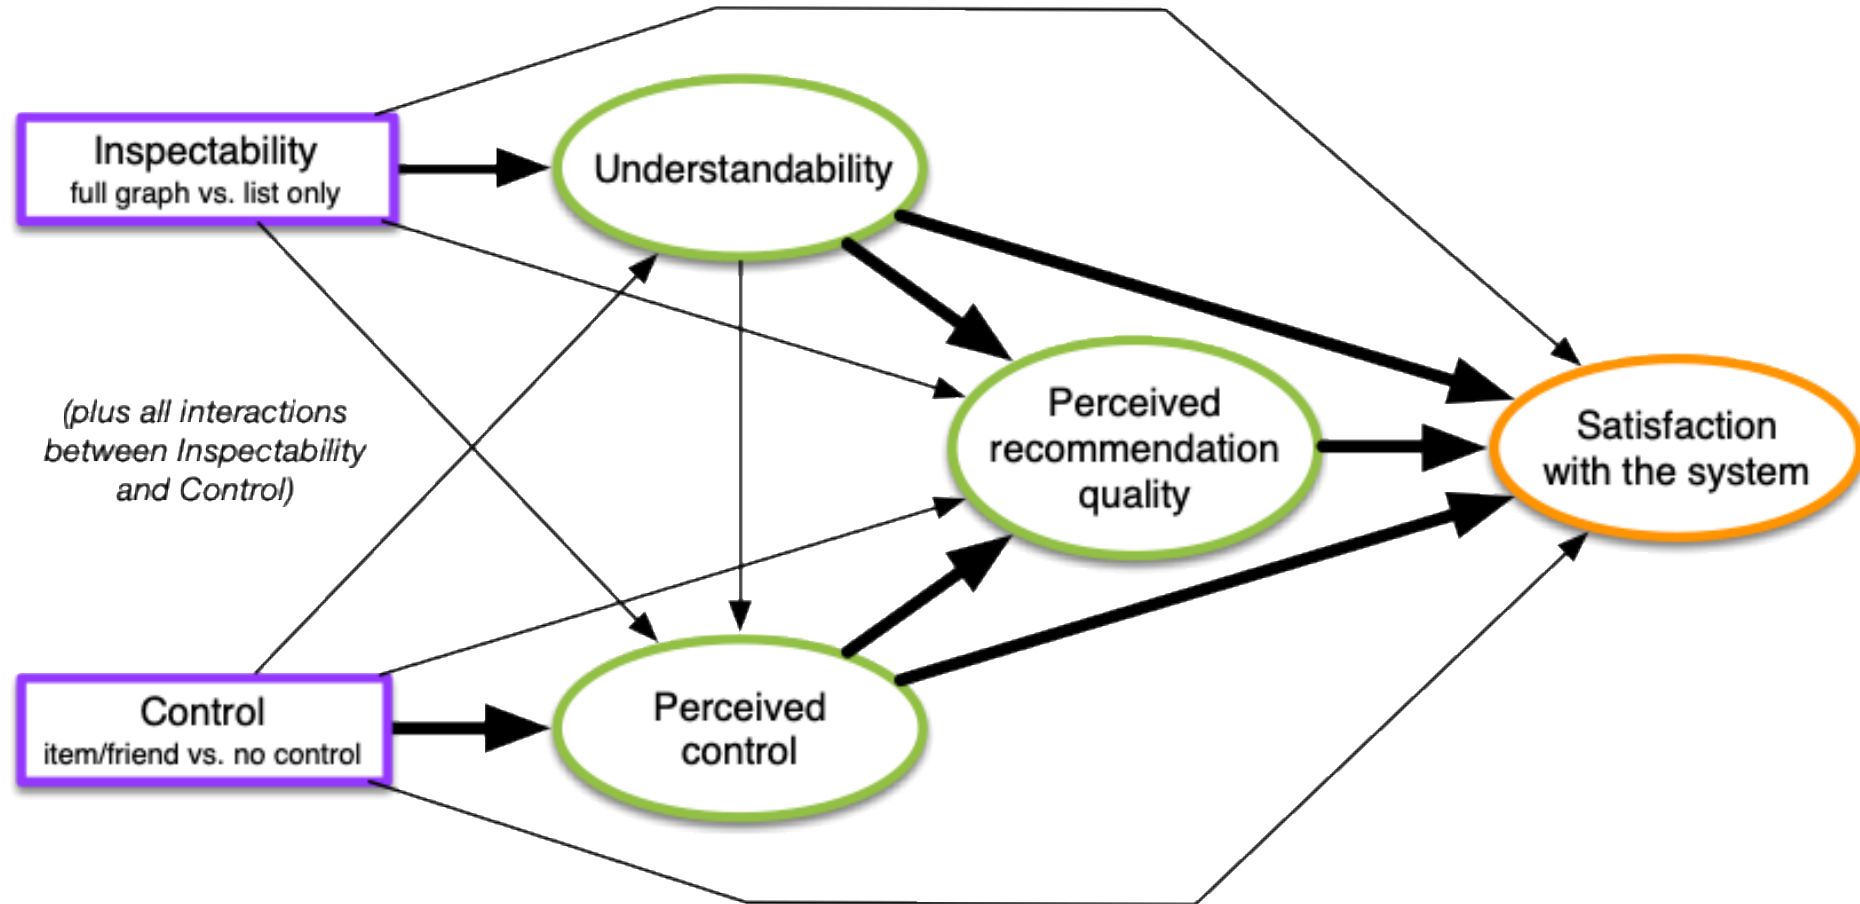 Inspectability
full graph vs. list only
Understandability
(plus all interactions
between Inspectability
and Control)
Perceived
recommendation
quality
Satisfaction
with the system
Control
item/friend vs. no control
Perceived
control